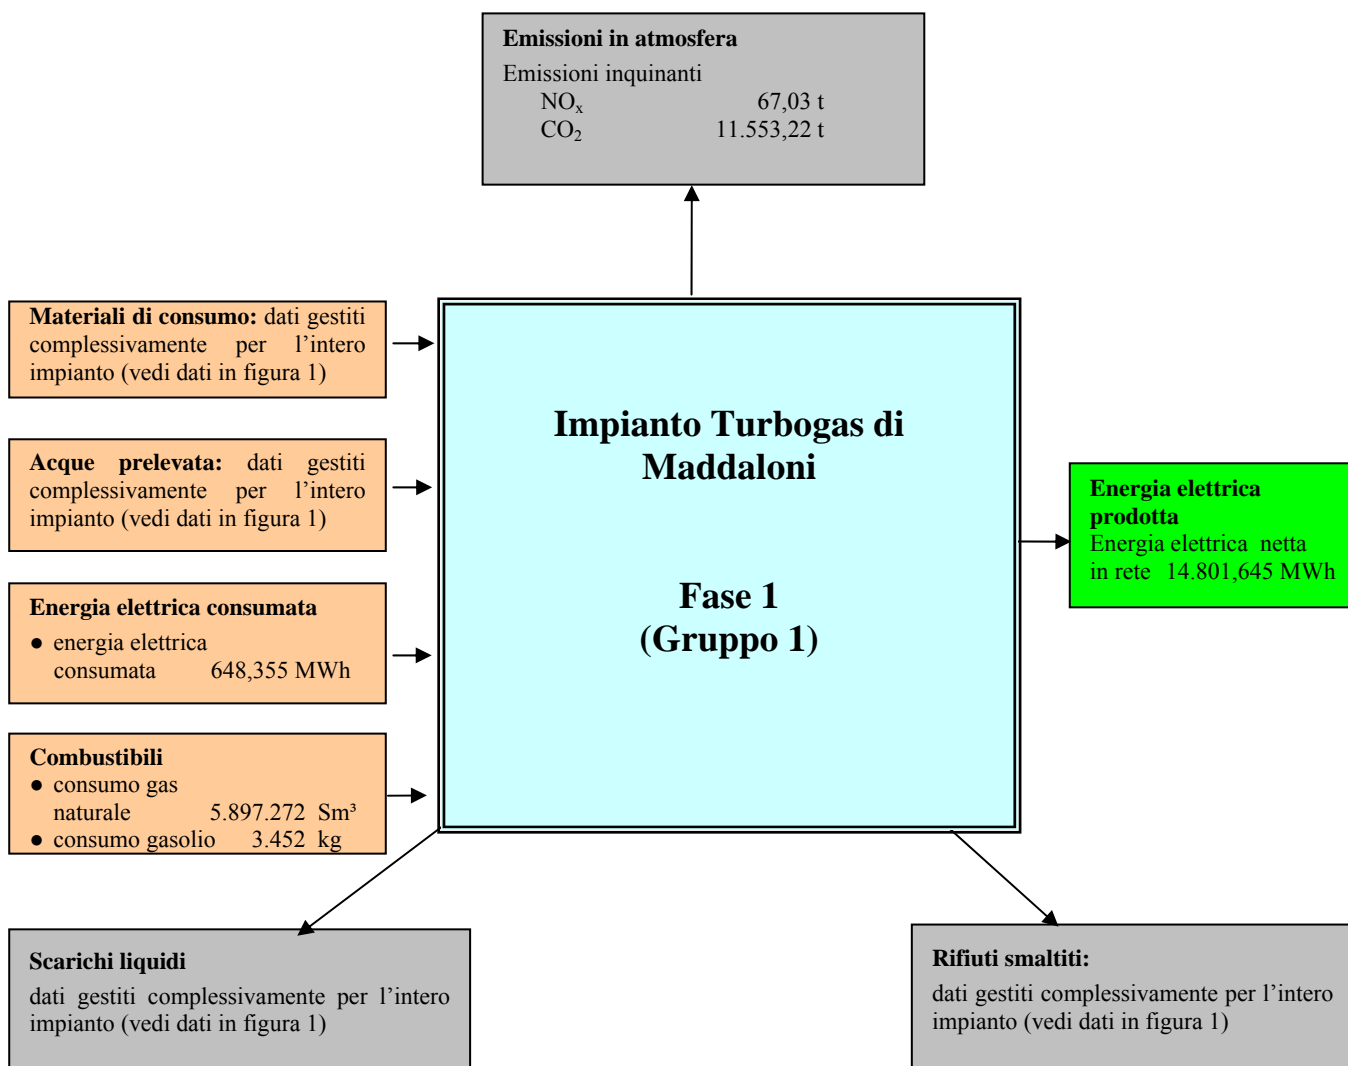 Emissioni in atmosfera
Emissioni inquinanti
NOₓ 67,03 t
CO₂ 11.553,22 t
Materiali di consumo: dati gestiti
complessivamente per l’intero
impianto (vedi dati in figura 1)
Acque prelevata: dati gestiti
complessivamente per l’intero
impianto (vedi dati in figura 1)
Energia elettrica consumata
● energia elettrica
consumata 648,355 MWh
Combustibili
● consumo gas
naturale 5.897.272 Sm³
● consumo gasolio 3.452 kg
Impianto Turbogas di
Maddaloni
Fase 1
(Gruppo 1)
Energia elettrica
prodotta
Energia elettrica netta
in rete 14.801,645 MWh
Scarichi liquidi
dati gestiti complessivamente per l’intero
impianto (vedi dati in figura 1)
Rifiuti smaltiti:
dati gestiti complessivamente per l’intero
impianto (vedi dati in figura 1)